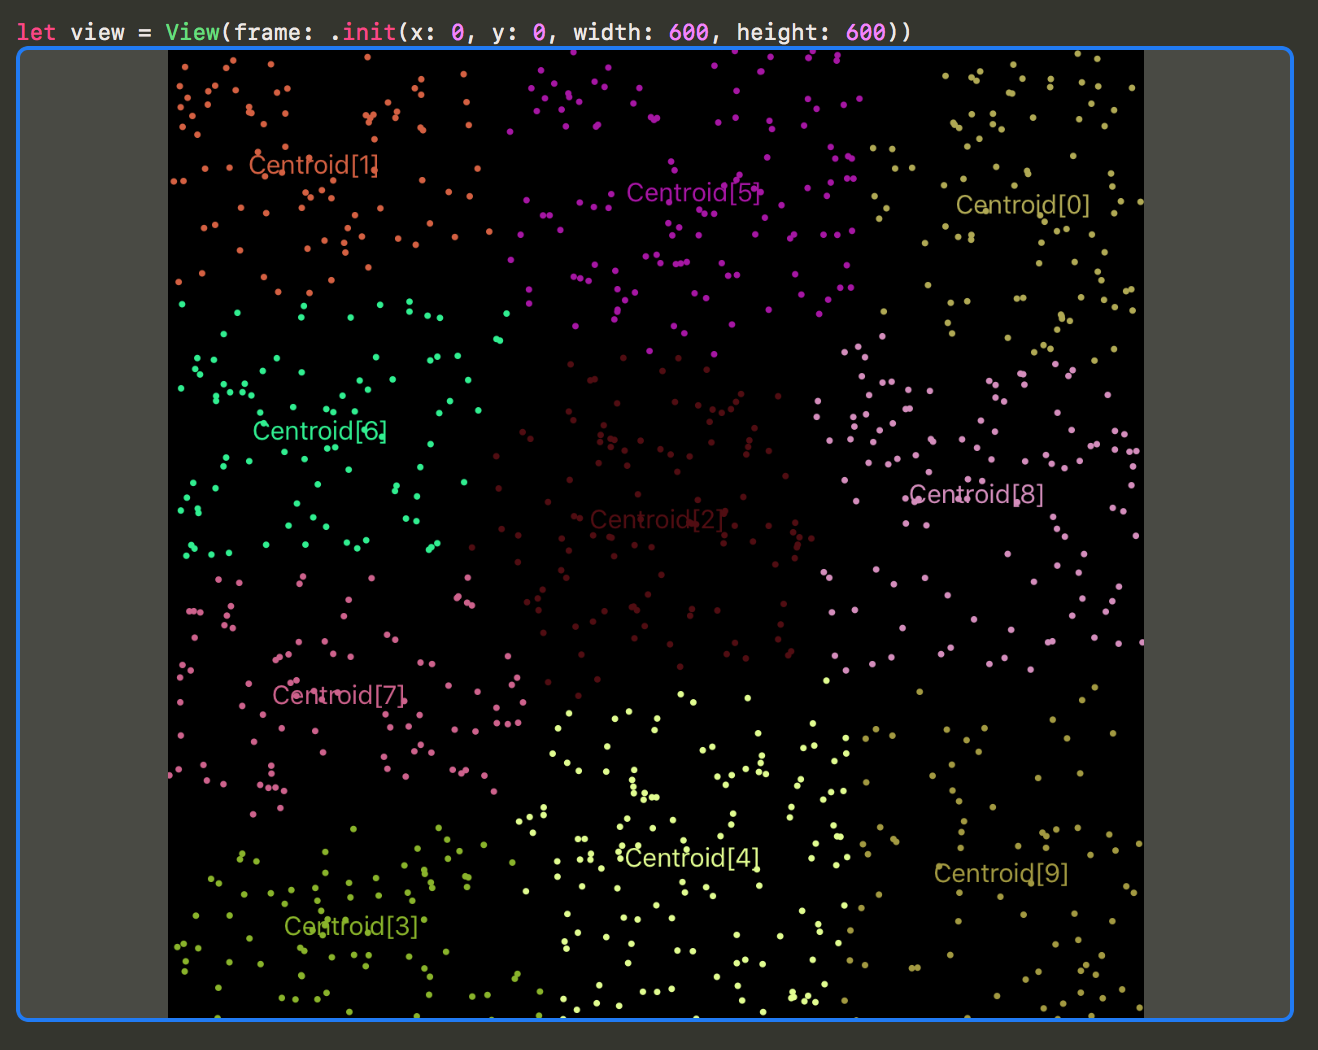 let view = View(frame: .init(x: 0, y: 0, width: 600, height: 600))
Centroid[1]
Centroid[5]
Centroid[0]
Centroid[6]
Centroid[8]
Centroid[2]
Centroid[7]
Centroid[4]
Centroid[9]
Centroid[3]